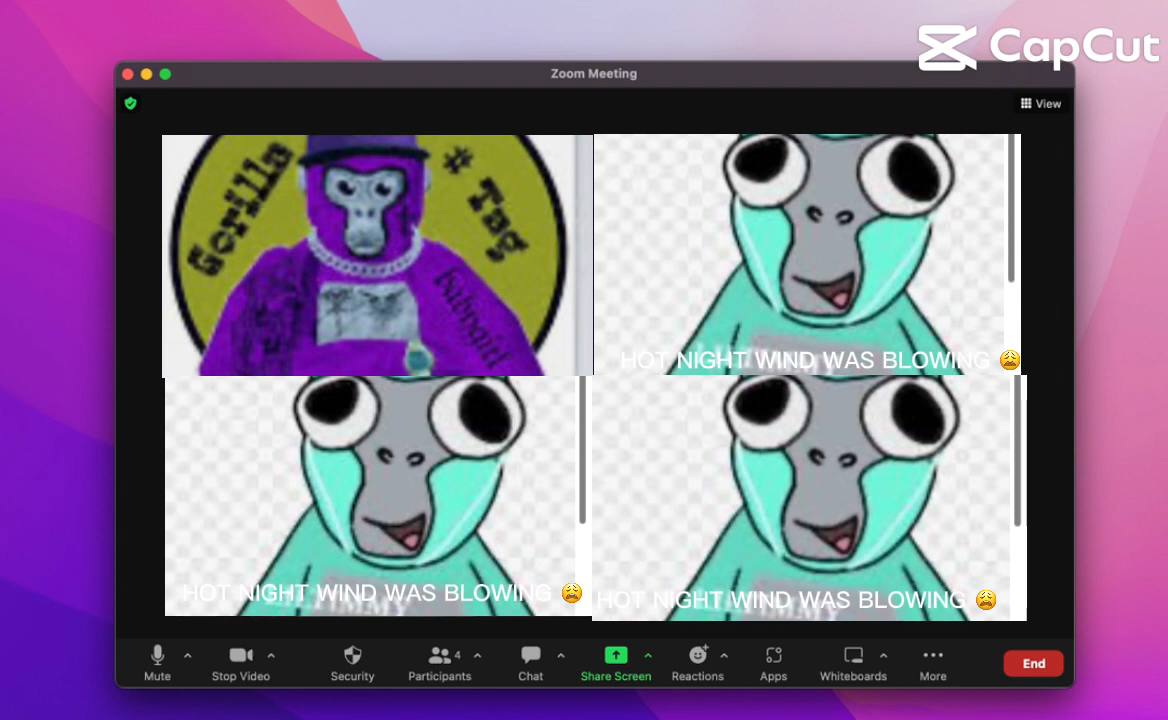 CapCut
Zoom Meeting
View
Gorilla # Tag
HOT NIGHT WIND WAS BLOWING 😩
HOT NIGHT WIND WAS BLOWING 😩
HOT NIGHT WIND WAS BLOWING 😩
Mute
Stop Video
Security
4
Participants
Chat
Share Screen
Reactions
Apps
Whiteboards
More
End